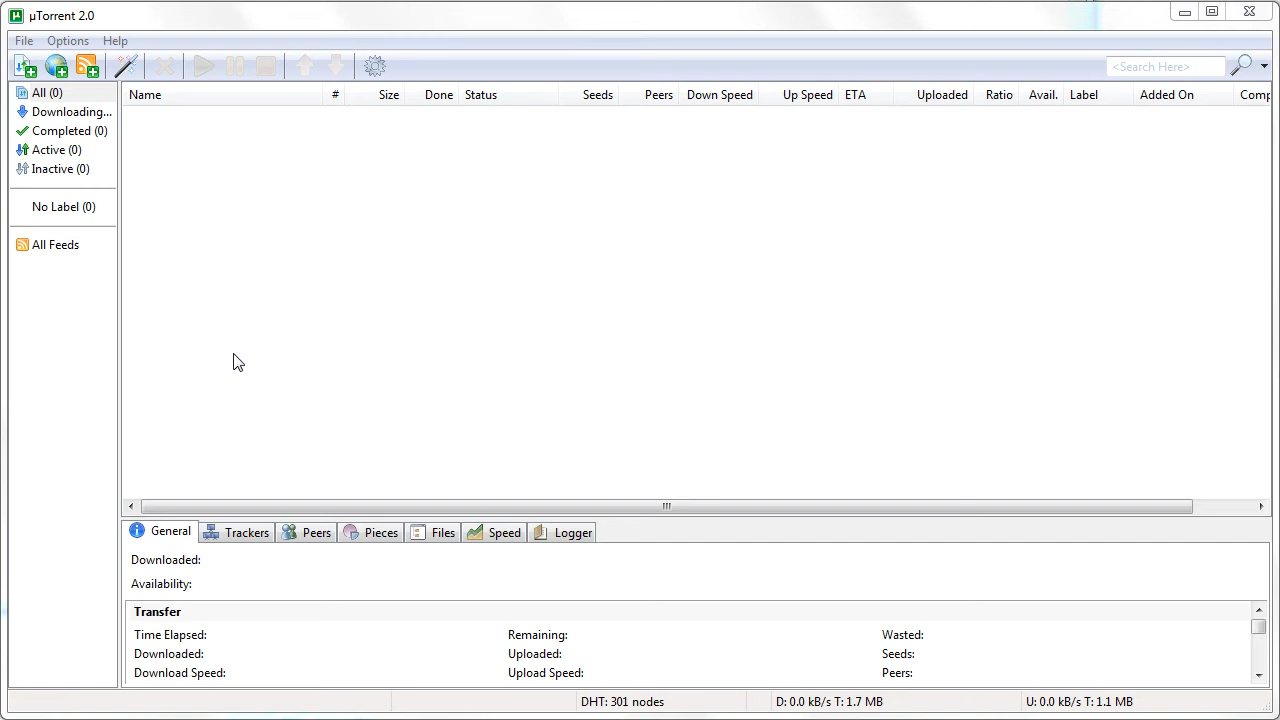 µTorrent 2.0
File Options Help
<Search Here>
All (0)
Downloading...
Completed (0)
Active (0)
Inactive (0)
No Label (0)
All Feeds
Name # Size Done Status Seeds Peers Down Speed Up Speed ETA Uploaded Ratio Avail. Label Added On Comp
General Trackers Peers Pieces Files Speed Logger
Downloaded:
Availability:
Transfer
Time Elapsed: Remaining: Wasted:
Downloaded: Uploaded: Seeds:
Download Speed: Upload Speed: Peers:
DHT: 301 nodes D: 0.0 kB/s T: 1.7 MB U: 0.0 kB/s T: 1.1 MB